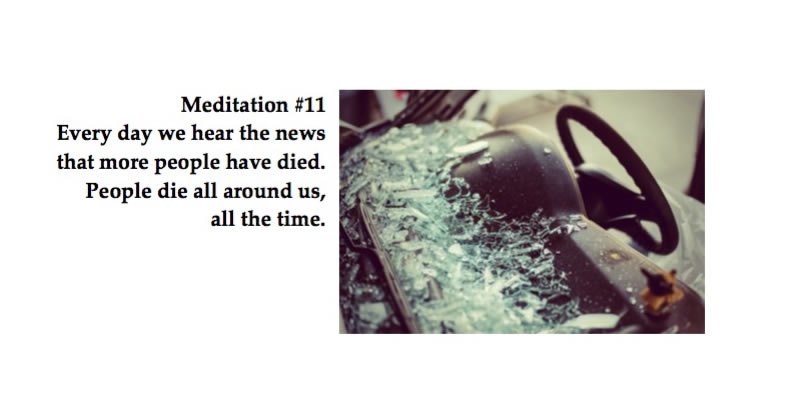 Meditation #11
Every day we hear the news
that more people have died.
People die all around us,
all the time.